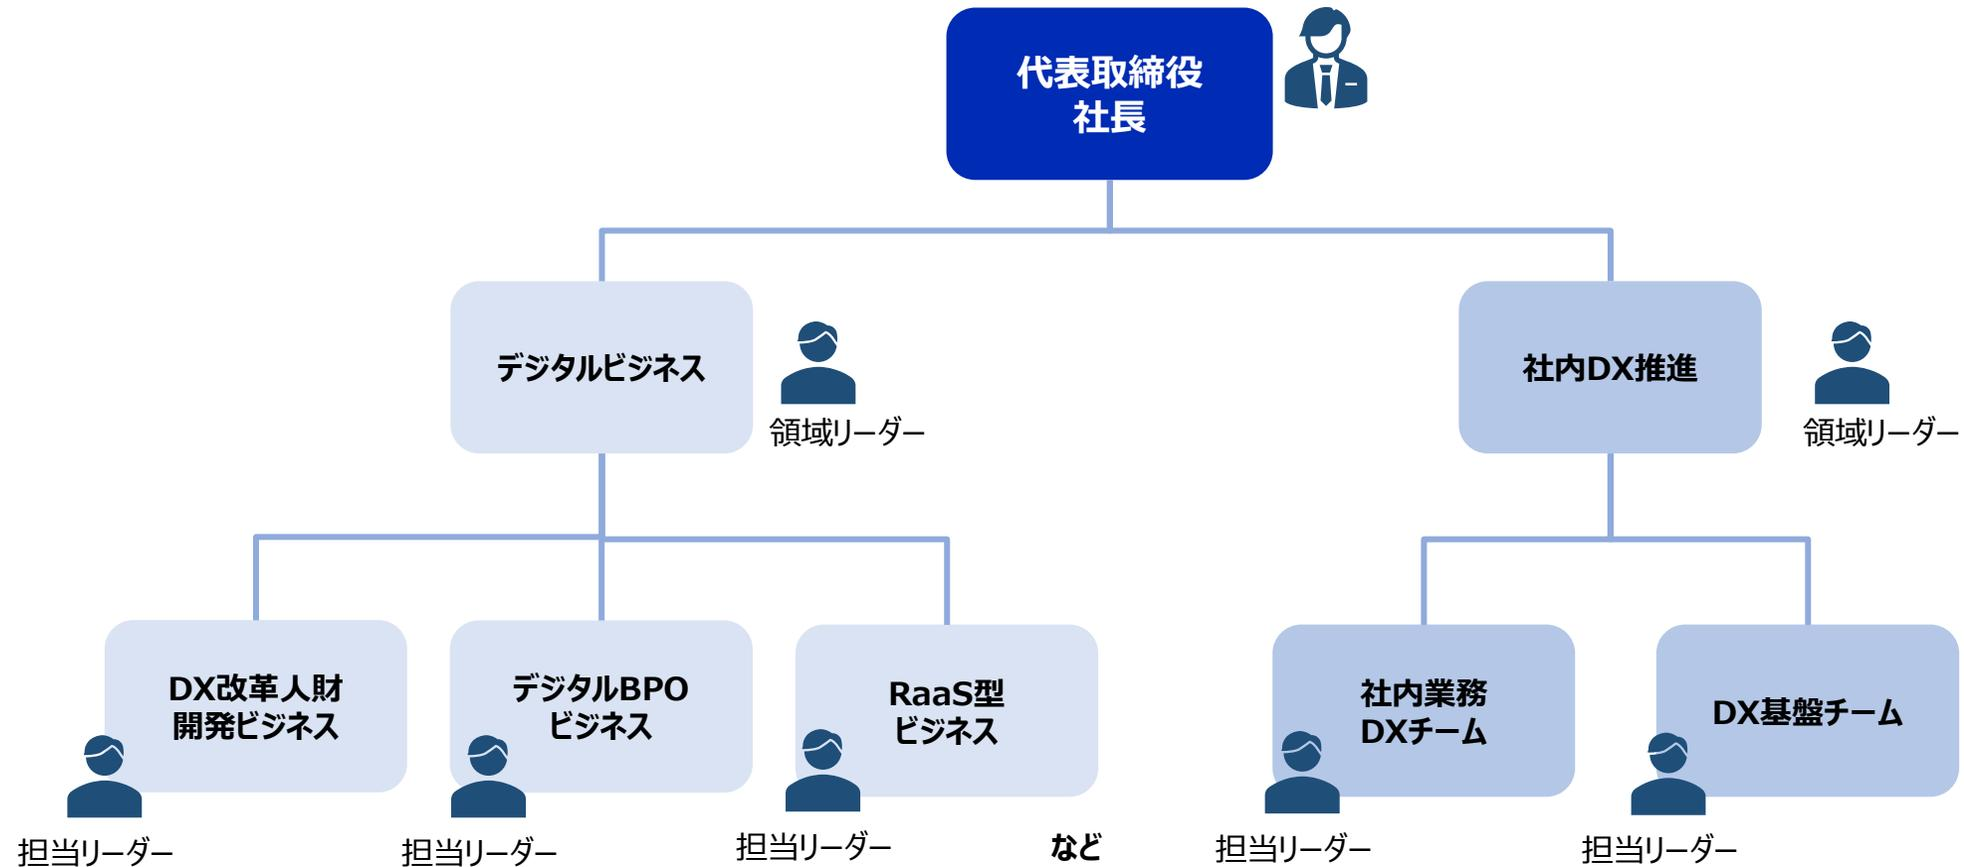 代表取締役
社長
デジタルビジネス
領域リーダー
社内DX推進
領域リーダー
DX改革人財
開発ビジネス
担当リーダー
デジタルBPO
ビジネス
担当リーダー
RaaS型
ビジネス
担当リーダー
など
社内業務
DXチーム
担当リーダー
DX基盤チーム
担当リーダー